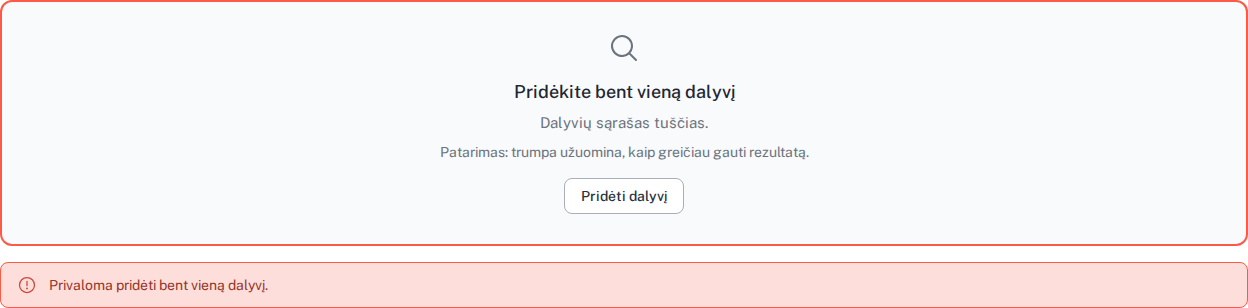 Pridėkite bent vieną dalyvį
Dalyvių sąrašas tuščias.
Patarimas: trumpa užuomina, kaip greičiau gauti rezultatą.
Pridėti dalyvį
Privaloma pridėti bent vieną dalyvį.